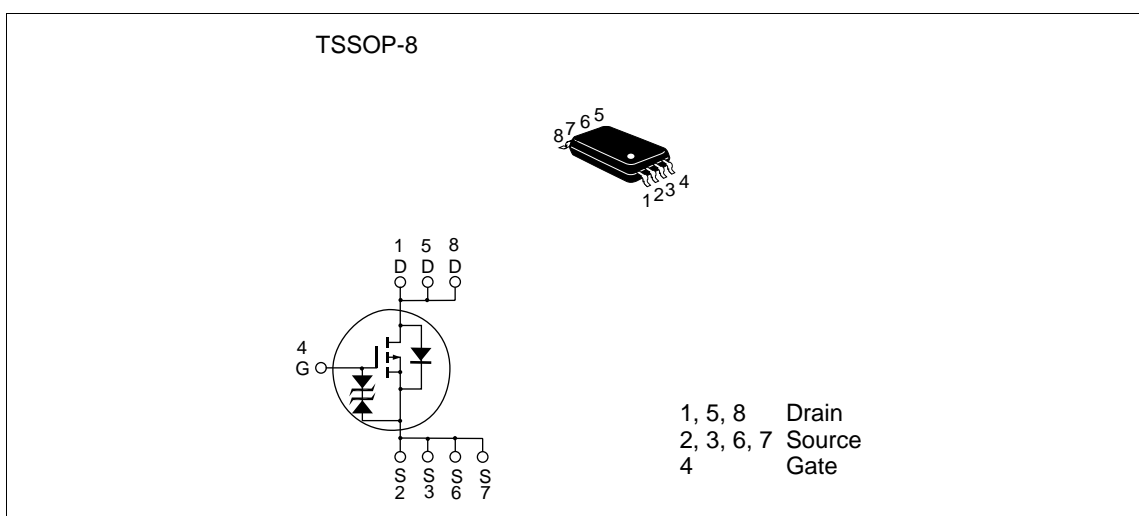 TSSOP-8
8 7 6 5
1 2 3 4
1 5 8
D D D
4
G
1, 5, 8 Drain
2, 3, 6, 7 Source
4 Gate
S S S S
2 3 6 7